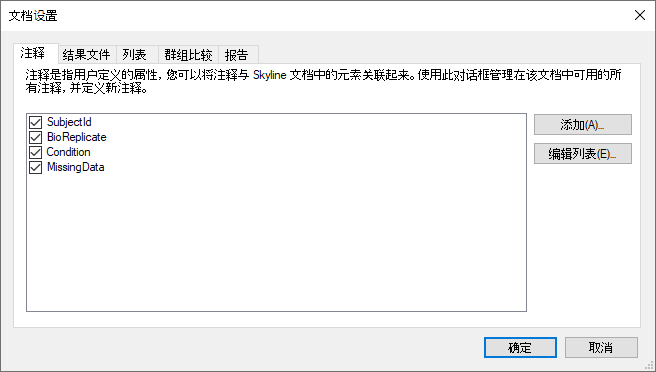 文档设置
注释 结果文件 列表 群组比较 报告
注释是指用户定义的属性，您可以将注释与 Skyline 文档中的元素关联起来。使用此对话框管理在该文档中可用的所
有注释，并定义新注释。
SubjectId
BioReplicate
Condition
MissingData
添加(A)...
编辑列表(E)...
确定 取消